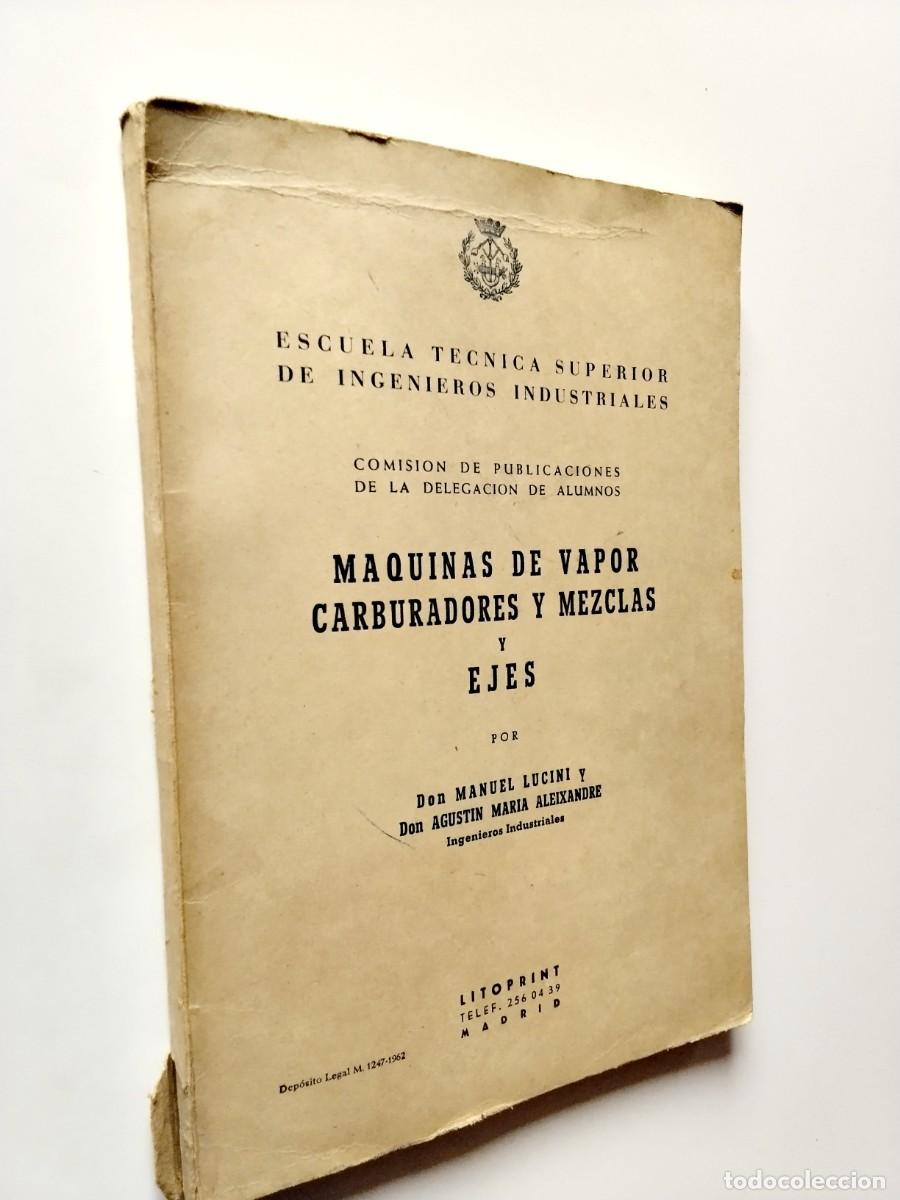 ESCUELA TECNICA SUPERIOR
DE INGENIEROS INDUSTRIALES
COMISION DE PUBLICACIONES
DE LA DELEGACION DE ALUMNOS
MAQUINAS DE VAPOR
CARBURADORES Y MEZCLAS
Y
EJES
POR
Don MANUEL LUCINI Y
Don AGUSTIN MARIA ALEIXANDRE
Ingenieros Industriales
LITOPRINT
TELEF. 256 04 39
MADRID
Depósito Legal M. 1247-1962
todocoleccion